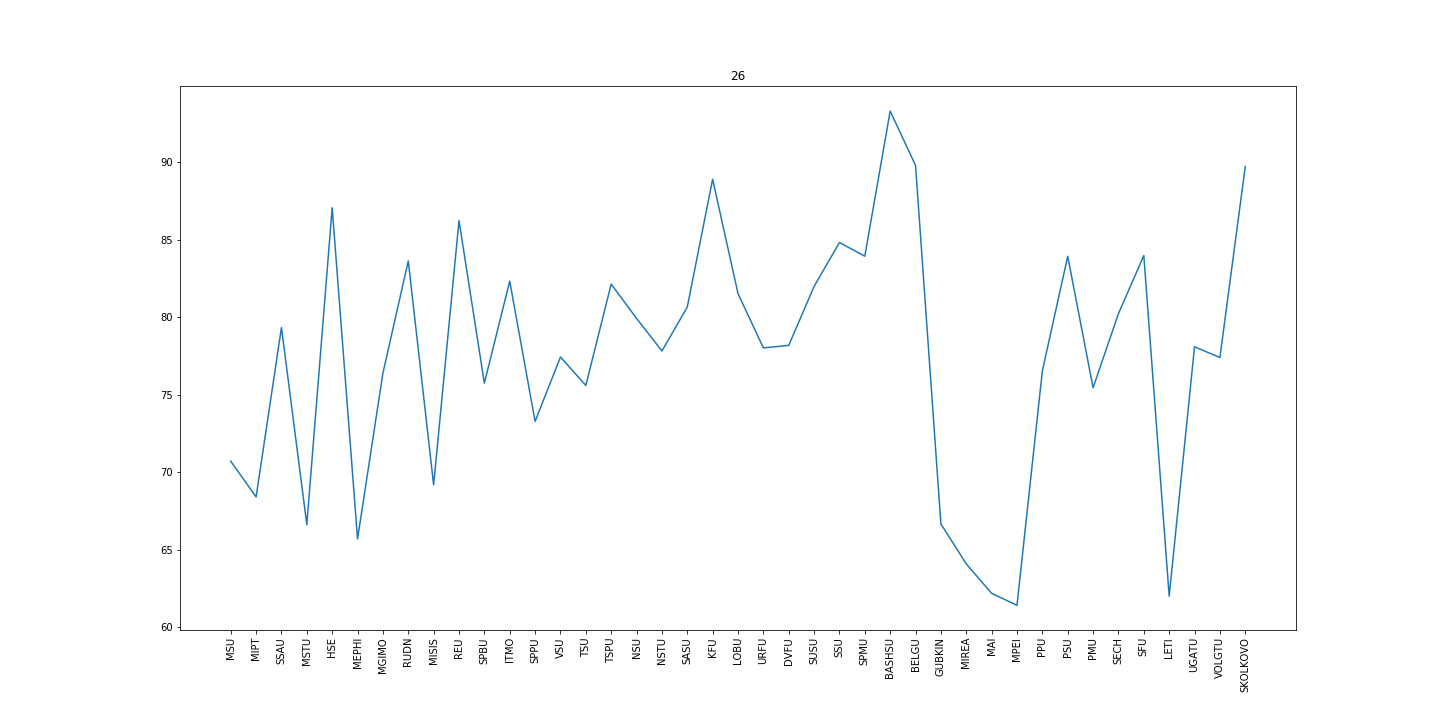 26
90
85
80
75
70
65
60
MSU
MIPT
SSAU
MSTU
HSE
MEPHI
MGIMO
RUDN
MISIS
REU
SPBU
ITMO
SPPU
VSU
TSU
TSPU
NSU
NSTU
SASU
KFU
LOBU
URFU
DVFU
SUSU
SSU
SPMU
BASHSU
BELGU
GUBKIN
MIREA
MAI
MPEI
PPU
PSU
PMU
SECH
SFU
LETI
UGATU
VOLGTU
SKOLKOVO